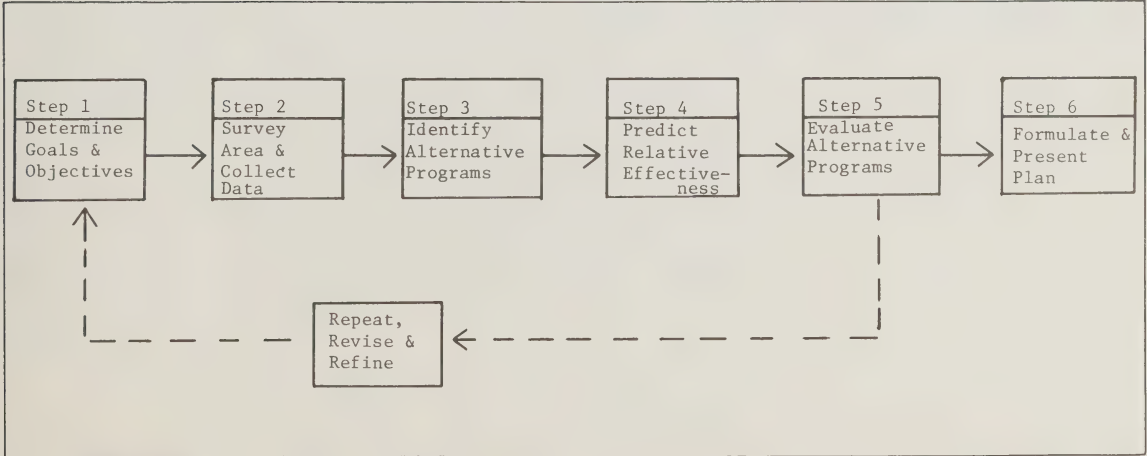 Step 1
Determine
Goals &
Objectives
Step 2
Survey
Area &
Collect
Data
Step 3
Identify
Alternative
Programs
Step 4
Predict
Relative
Effective-
ness
Step 5
Evaluate
Alternative
Programs
Step 6
Formulate &
Present
Plan
Repeat,
Revise &
Refine